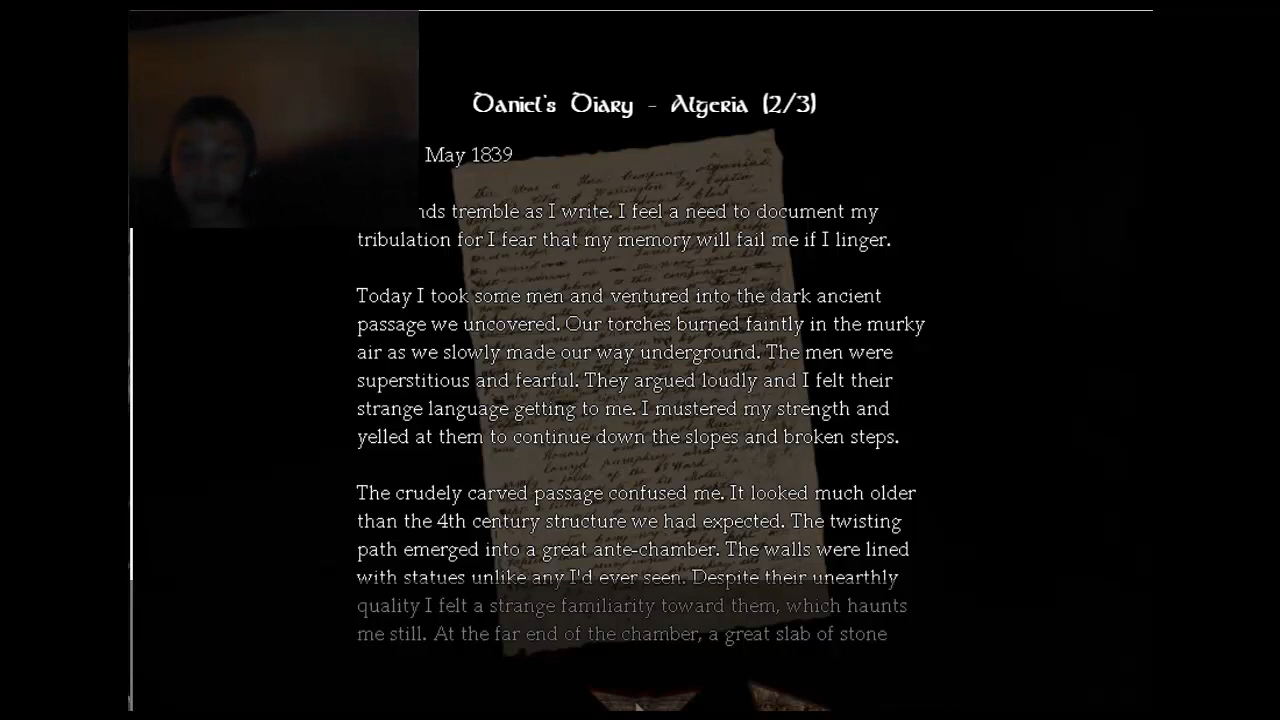 Daniel's Diary - Algeria (2/3)
May 1839
nds tremble as I write. I feel a need to document my
tribulation for I fear that my memory will fail me if I linger.
Today I took some men and ventured into the dark ancient
passage we uncovered. Our torches burned faintly in the murky
air as we slowly made our way underground. The men were
superstitious and fearful. They argued loudly and I felt their
strange language getting to me. I mustered my strength and
yelled at them to continue down the slopes and broken steps.
The crudely carved passage confused me. It looked much older
than the 4th century structure we had expected. The twisting
path emerged into a great ante-chamber. The walls were lined
with statues unlike any I'd ever seen. Despite their unearthly
quality I felt a strange familiarity toward them, which haunts
me still. At the far end of the chamber, a great slab of stone